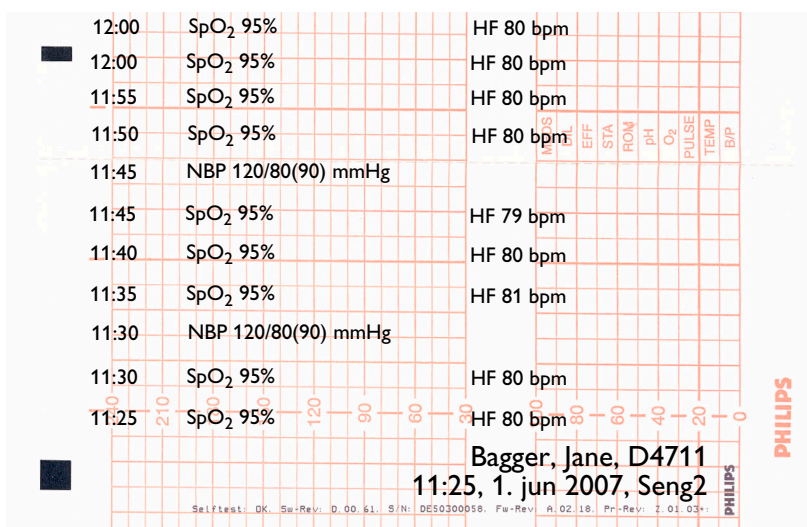 12:00 SpO₂ 95% HF 80 bpm
12:00 SpO₂ 95% HF 80 bpm
11:55 SpO₂ 95% HF 80 bpm
11:50 SpO₂ 95% HF 80 bpm
EFF STA ROM pH O₂ PULSE TEMP B/P
11:45 NBP 120/80(90) mmHg
11:45 SpO₂ 95% HF 79 bpm
11:40 SpO₂ 95% HF 80 bpm
11:35 SpO₂ 95% HF 81 bpm
11:30 NBP 120/80(90) mmHg
11:30 SpO₂ 95% HF 80 bpm
11:25 SpO₂ 95% HF 80 bpm
210 120 90 60 30 80 60 40 20 0
PHILIPS
Bagger, Jane, D4711
11:25, 1. jun 2007, Seng2
PHILIPS
Selftest: OK. Sw-Rev: D.00.61. S/N: DE50300058. Fw-Rev: A.02.18. Pr-Rev: Z.01.03